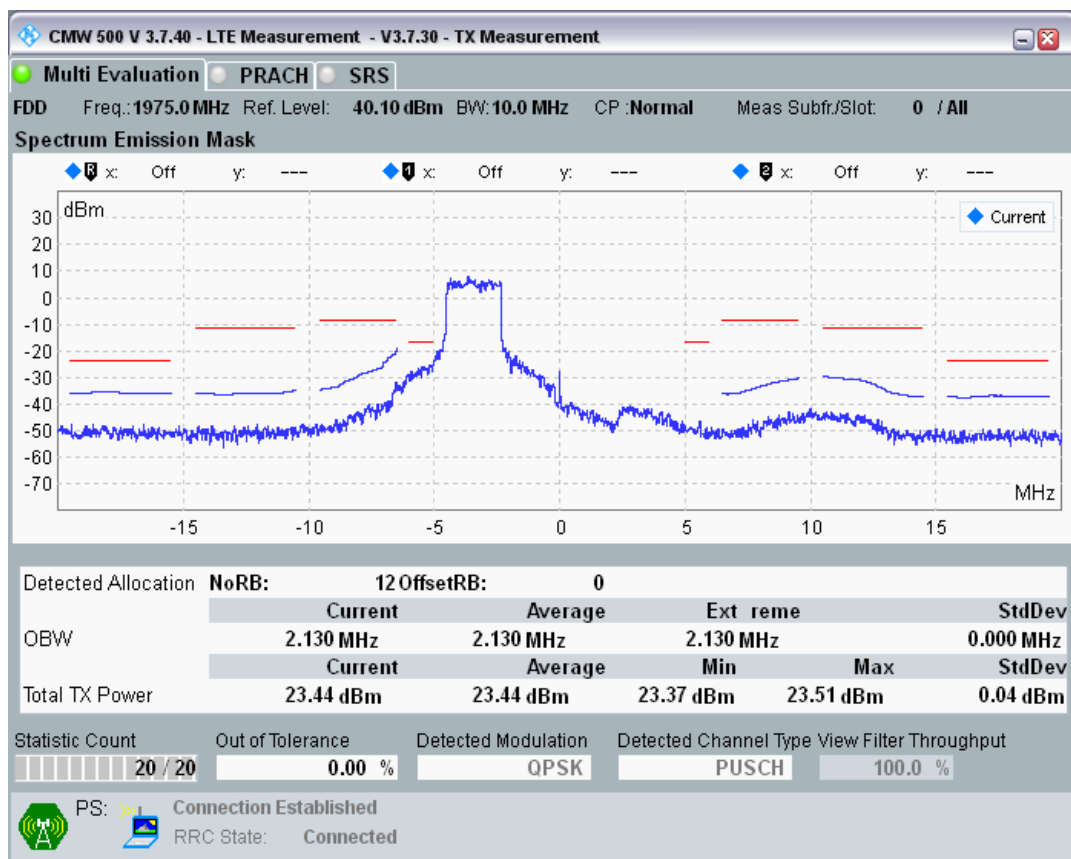 CMW 500 V 3.7.40 - LTE Measurement - V3.7.30 - TX Measurement
Multi Evaluation PRACH SRS
FDD Freq.: 1975.0 MHz Ref. Level: 40.10 dBm BW: 10.0 MHz CP :Normal Meas Subfr./Slot: 0 / All
Spectrum Emission Mask
R x: Off y: --- 1 x: Off y: --- 2 x: Off y: ---
dBm
Current
30
20
10
0
-10
-20
-30
-40
-50
-60
-70
MHz
-15 -10 -5 0 5 10 15
Detected Allocation NoRB: 12 OffsetRB: 0
Current Average Ext reme StdDev
OBW 2.130 MHz 2.130 MHz 2.130 MHz 0.000 MHz
Current Average Min Max StdDev
Total TX Power 23.44 dBm 23.44 dBm 23.37 dBm 23.51 dBm 0.04 dBm
Statistic Count Out of Tolerance Detected Modulation Detected Channel Type View Filter Throughput
20 / 20 0.00 % QPSK PUSCH 100.0 %
PS: Connection Established
RRC State: Connected